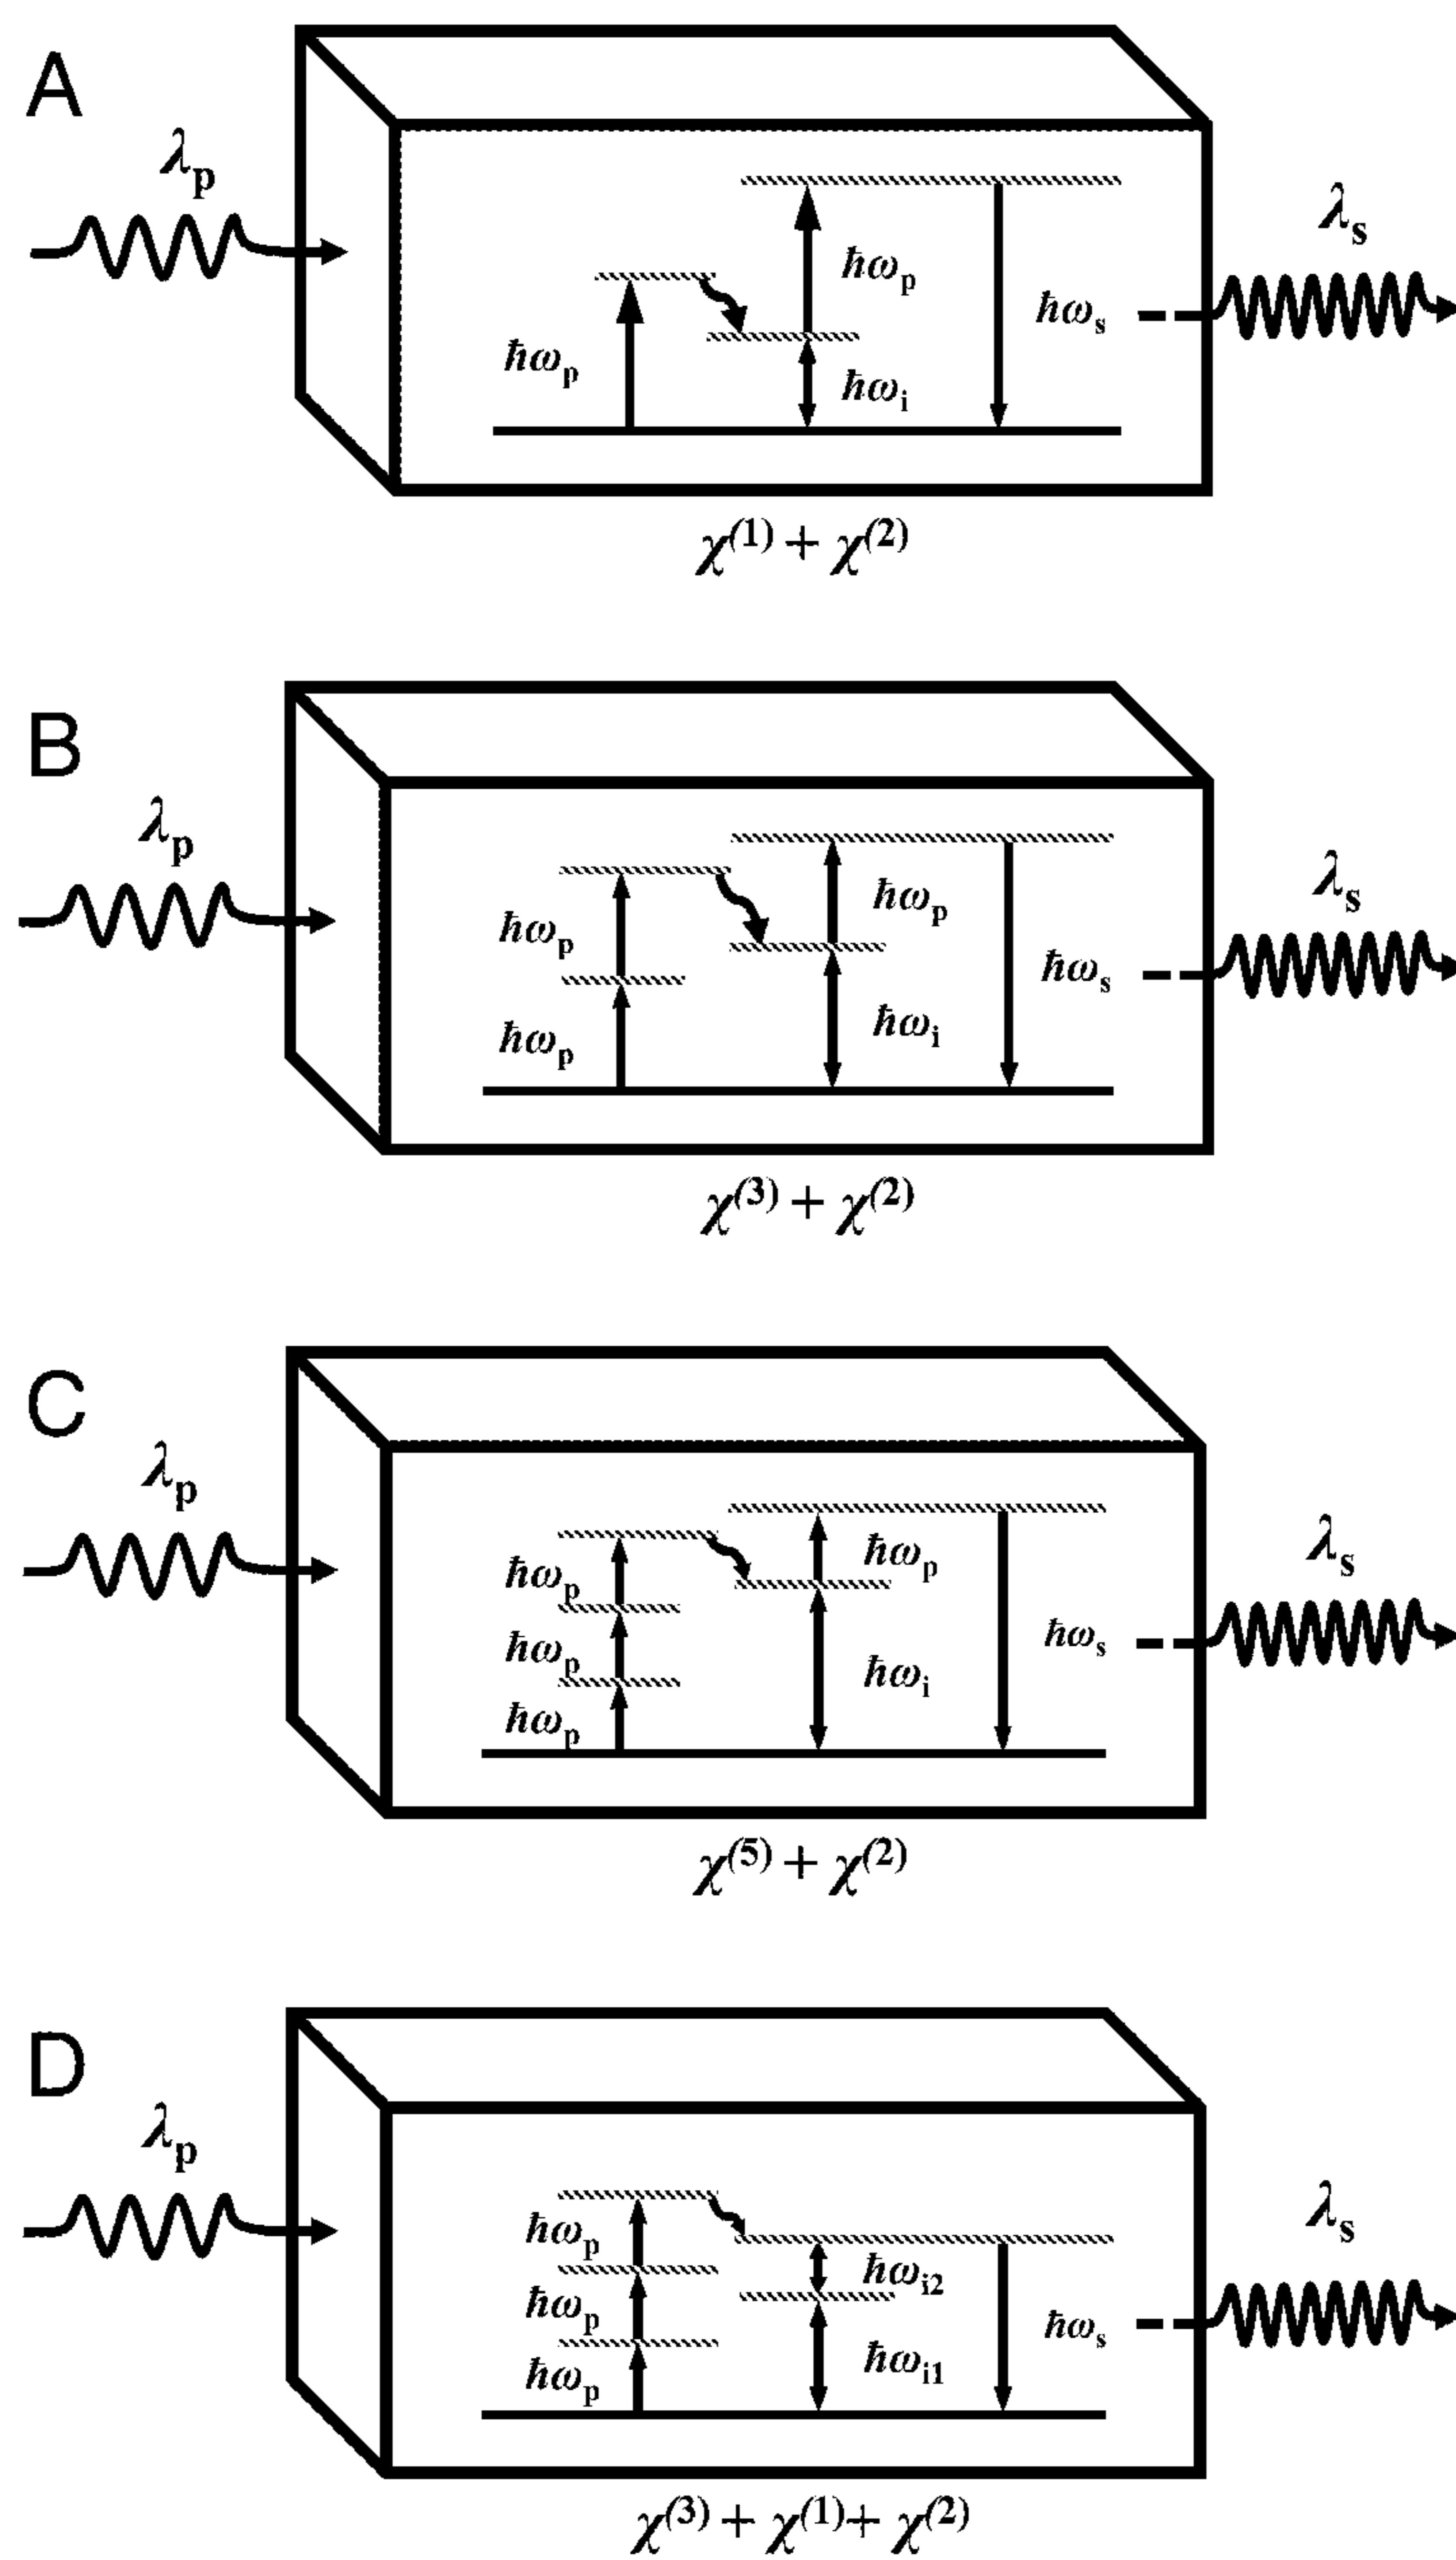 A
λp
λs
ħωp
ħωp
ħωs
ħωi
χ(1) + χ(2)
B
λp
λs
ħωp
ħωp
ħωs
ħωp
ħωi
χ(3) + χ(2)
C
λp
λs
ħωp
ħωp
ħωs
ħωp
ħωi
ħωp
χ(5) + χ(2)
D
λp
λs
ħωp
ħωi2
ħωp
ħωs
ħωp
ħωi1
χ(3) + χ(1)+ χ(2)